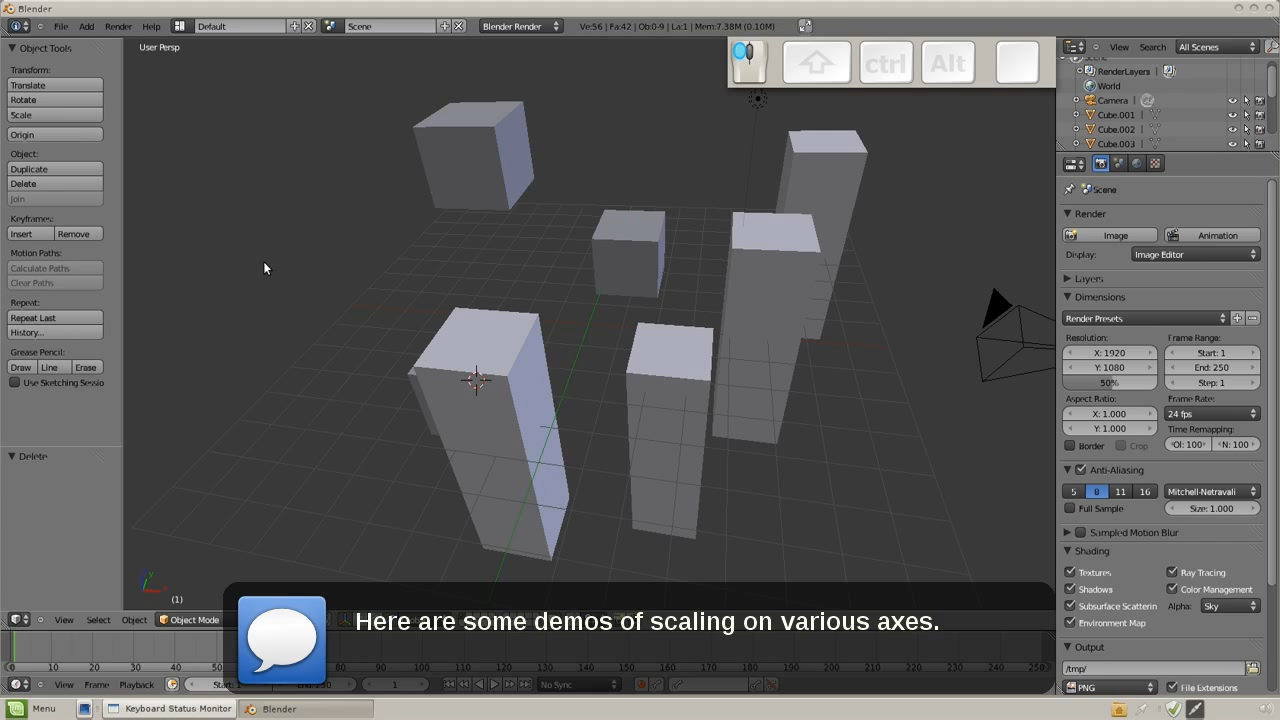 Blender
File Add Render Help Default Scene Blender Render Ve:56 | Fa:42 | Ob:0-9 | La:1 | Mem:7.38M (0.10M)
Object Tools
Transform:
Translate
Rotate
Scale
Origin
Object:
Duplicate
Delete
Join
Keyframes:
Insert Remove
Motion Paths:
Calculate Paths
Clear Paths
Repeat:
Repeat Last
History...
Grease Pencil:
Draw Line Erase
Use Sketching Sessio
Delete
User Persp
ctrl Alt
(1)
View Search All Scenes
RenderLayers |
World
Camera |
Cube.001 |
Cube.002 |
Cube.003 |
Scene
Render
Image Animation
Display: Image Editor
Layers
Dimensions
Render Presets
Resolution: Frame Range:
X: 1920 Start: 1
Y: 1080 End: 250
50% Step: 1
Aspect Ratio: Frame Rate:
X: 1.000 24 fps
Y: 1.000 Time Remapping:
Border Crop O!: 100 N: 100
Anti-Aliasing
5 8 11 16 Mitchell-Netravali
Full Sample Size: 1.000
Sampled Motion Blur
Shading
Textures Ray Tracing
Shadows Color Management
Subsurface Scatterin Alpha: Sky
Environment Map
Output
/tmp/
PNG File Extensions
View Select Object Object Mode
Here are some demos of scaling on various axes.
0 10 20 30 40 50 60 70 80 90 100 110 120 130 140 150 160 170 180 190 200 210 220 230 240 250
View Frame Playback Start: 1 End: 250 1 No Sync
Menu Keyboard Status Monitor Blender